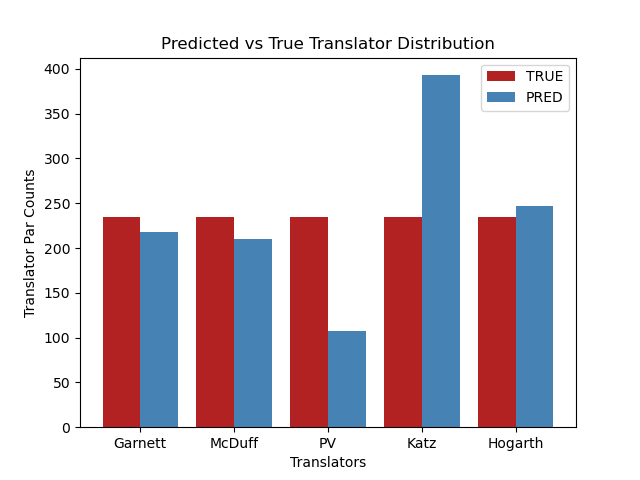 Predicted vs True Translator Distribution
TRUE
PRED
Translator Par Counts
400
350
300
250
200
150
100
50
0
Garnett McDuff PV Katz Hogarth
Translators